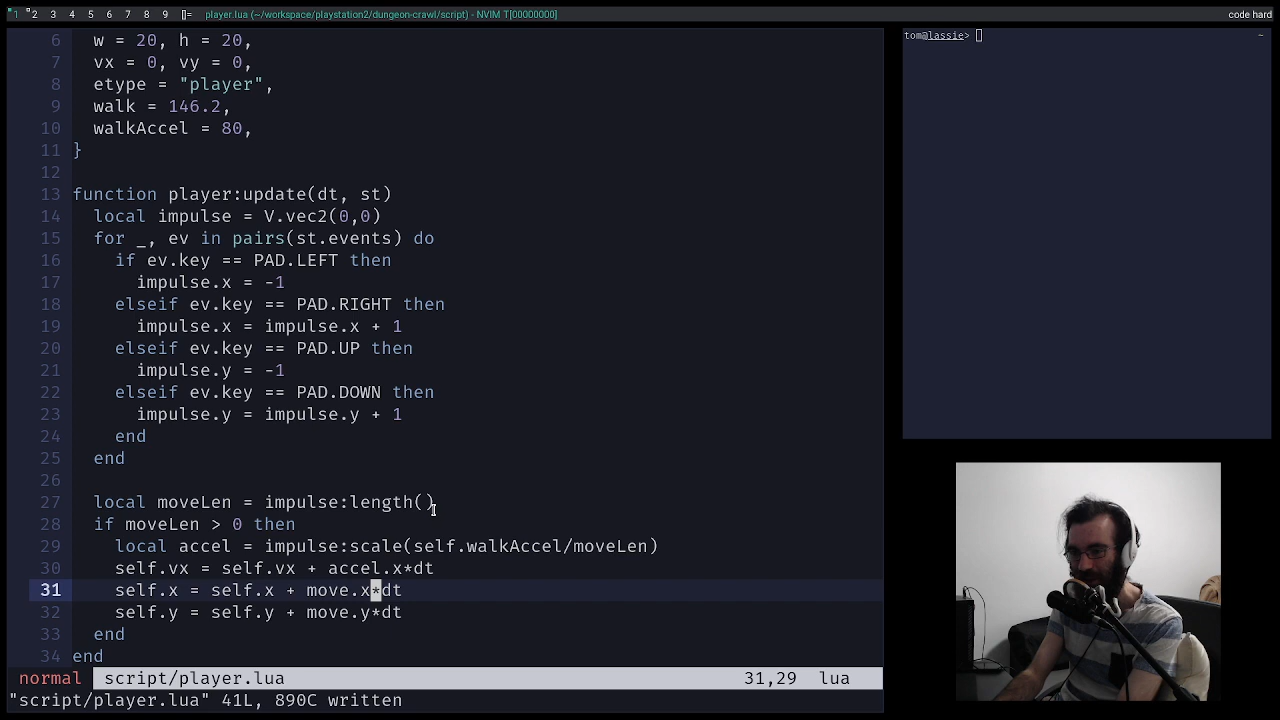 1 2 3 4 5 6 7 8 9 []= player.lua (~/workspace/playstation2/dungeon-crawl/script) - NVIM T[00000000] code hard
6 w = 20, h = 20,
7 vx = 0, vy = 0,
8 etype = "player",
9 walk = 146.2,
10 walkAccel = 80,
11 }
12
13 function player:update(dt, st)
14 local impulse = V.vec2(0,0)
15 for _, ev in pairs(st.events) do
16 if ev.key == PAD.LEFT then
17 impulse.x = -1
18 elseif ev.key == PAD.RIGHT then
19 impulse.x = impulse.x + 1
20 elseif ev.key == PAD.UP then
21 impulse.y = -1
22 elseif ev.key == PAD.DOWN then
23 impulse.y = impulse.y + 1
24 end
25 end
26
27 local moveLen = impulse:length()
28 if moveLen > 0 then
29 local accel = impulse:scale(self.walkAccel/moveLen)
30 self.vx = self.vx + accel.x*dt
31 self.x = self.x + move.x*dt
32 self.y = self.y + move.y*dt
33 end
34 end
normal script/player.lua 31,29 lua
"script/player.lua" 41L, 890C written
tom@lassie> ~